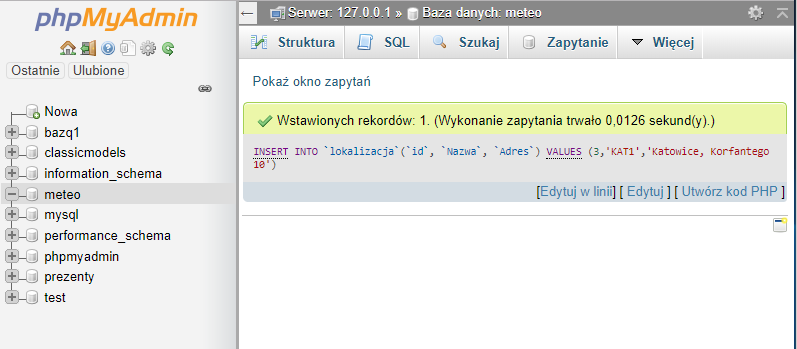 phpMyAdmin
Ostatnie Ulubione
Nowa
bazq1
classicmodels
information_schema
meteo
mysql
performance_schema
phpmyadmin
prezenty
test
Serwer: 127.0.0.1 » Baza danych: meteo
Struktura SQL Szukaj Zapytanie Więcej
Pokaż okno zapytań
Wstawionych rekordów: 1. (Wykonanie zapytania trwało 0,0126 sekund(y).)
INSERT INTO `lokalizacja`(`id`, `Nazwa`, `Adres`) VALUES (3,'KAT1','Katowice, Korfantego
10')
[Edytuj w linii] [ Edytuj ] [ Utwórz kod PHP ]